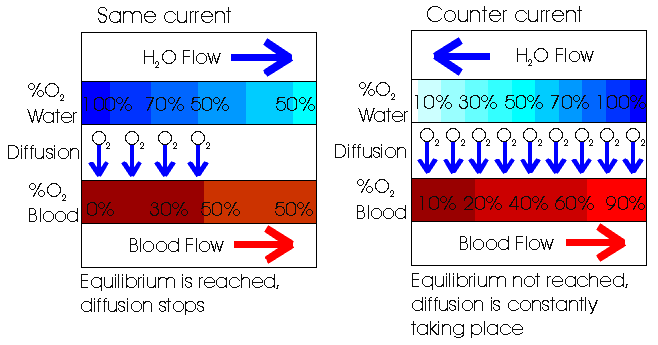 Same current
H₂O Flow
%O₂
Water
100% 70% 50% 50%
Diffusion
O₂ O₂ O₂ O₂
%O₂
Blood
0% 30% 50% 50%
Blood Flow
Equilibrium is reached,
diffusion stops
Counter current
H₂O Flow
%O₂
Water
10% 30% 50% 70% 100%
Diffusion
O₂ O₂ O₂ O₂ O₂ O₂ O₂ O₂ O₂
%O₂
Blood
10% 20% 40% 60% 90%
Blood Flow
Equilibrium not reached,
diffusion is constantly
taking place